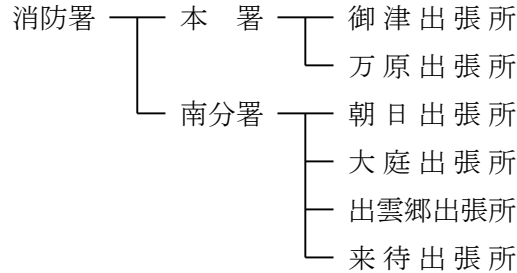 消防署 本 署 御津出張所
万原出張所
南分署 朝日出張所
大庭出張所
出雲郷出張所
来待出張所